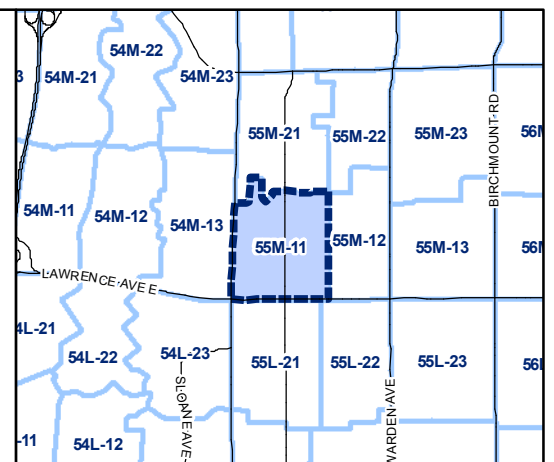 54M-22
3
54M-21
54M-23
55M-21
55M-22
55M-23
56M
BIRCHMOUNT RD
54M-11
54M-12
54M-13
55M-11
55M-12
55M-13
56M
LAWRENCE AVE E
4L-21
54L-22
54L-23
55L-21
55L-22
55L-23
56
SLOANE AVE
WARDEN AVE
-11
54L-12